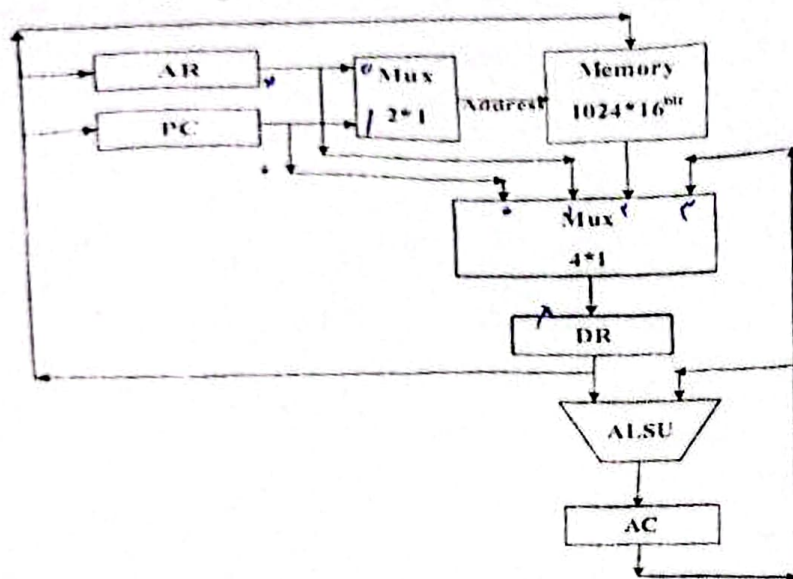 AR
PC
Mux
2*1
Address
Memory
1024*16bit
Mux
4*1
DR
ALSU
AC